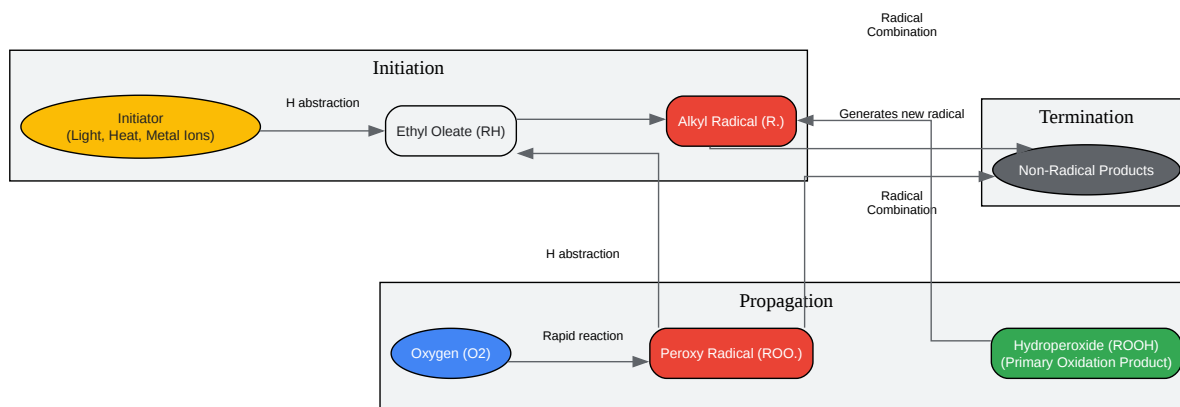 Radical
Combination
Initiation
Initiator
(Light, Heat, Metal Ions)
H abstraction
Ethyl Oleate (RH)
Alkyl Radical (R.)
Generates new radical
Termination
Non-Radical Products
Radical
Combination
H abstraction
Propagation
Oxygen (O2)
Rapid reaction
Peroxy Radical (ROO.)
Hydroperoxide (ROOH)
(Primary Oxidation Product)